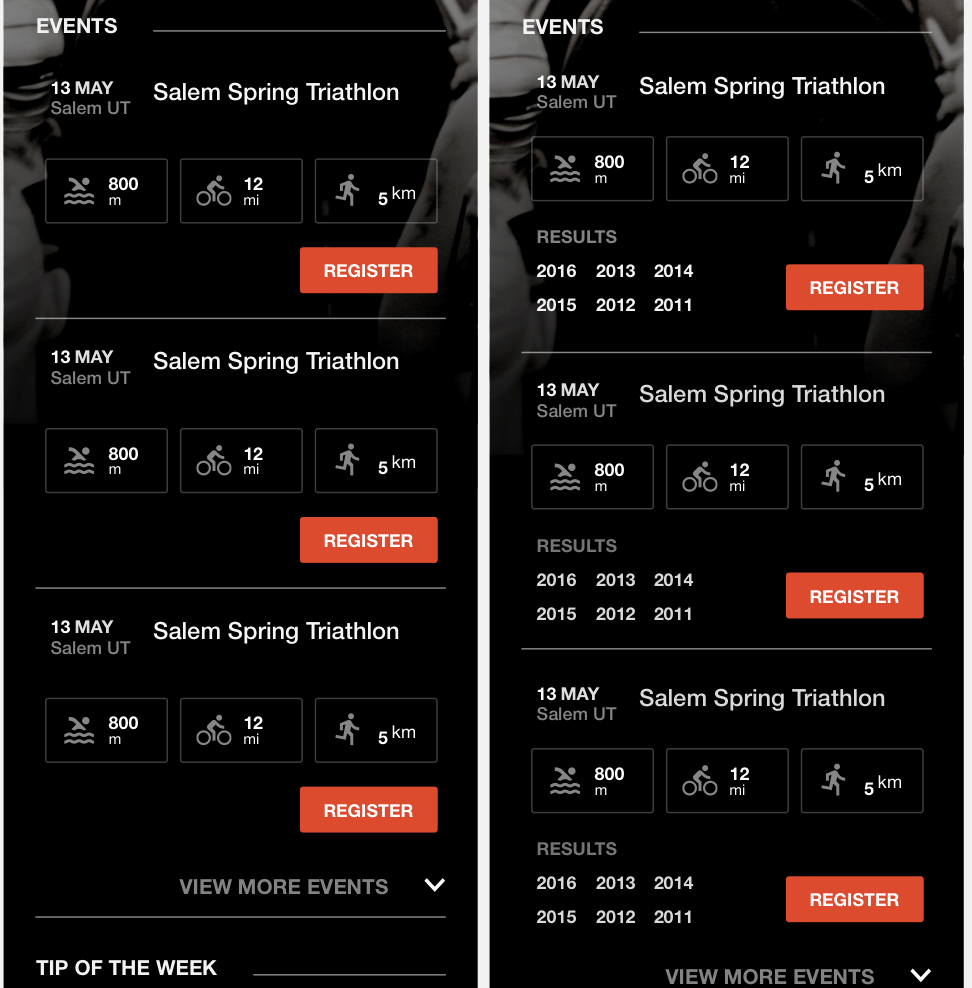 EVENTS
13 MAY Salem Spring Triathlon
Salem UT
800 12 5 km
m mi
REGISTER
13 MAY Salem Spring Triathlon
Salem UT
800 12 5 km
m mi
REGISTER
13 MAY Salem Spring Triathlon
Salem UT
800 12 5 km
m mi
REGISTER
VIEW MORE EVENTS
TIP OF THE WEEK
EVENTS
13 MAY Salem Spring Triathlon
Salem UT
800 12 5 km
m mi
RESULTS
2016 2013 2014
REGISTER
2015 2012 2011
13 MAY Salem Spring Triathlon
Salem UT
800 12 5 km
m mi
RESULTS
2016 2013 2014
REGISTER
2015 2012 2011
13 MAY Salem Spring Triathlon
Salem UT
800 12 5 km
m mi
RESULTS
2016 2013 2014
REGISTER
2015 2012 2011
VIEW MORE EVENTS